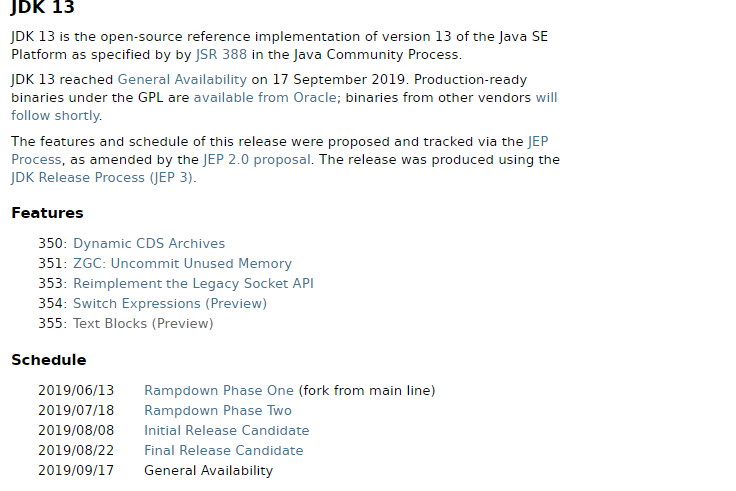 JDK 13
JDK 13 is the open-source reference implementation of version 13 of the Java SE
Platform as specified by by JSR 388 in the Java Community Process.
JDK 13 reached General Availability on 17 September 2019. Production-ready
binaries under the GPL are available from Oracle; binaries from other vendors will
follow shortly.
The features and schedule of this release were proposed and tracked via the JEP
Process, as amended by the JEP 2.0 proposal. The release was produced using the
JDK Release Process (JEP 3).
Features
350: Dynamic CDS Archives
351: ZGC: Uncommit Unused Memory
353: Reimplement the Legacy Socket API
354: Switch Expressions (Preview)
355: Text Blocks (Preview)
Schedule
2019/06/13 Rampdown Phase One (fork from main line)
2019/07/18 Rampdown Phase Two
2019/08/08 Initial Release Candidate
2019/08/22 Final Release Candidate
2019/09/17 General Availability